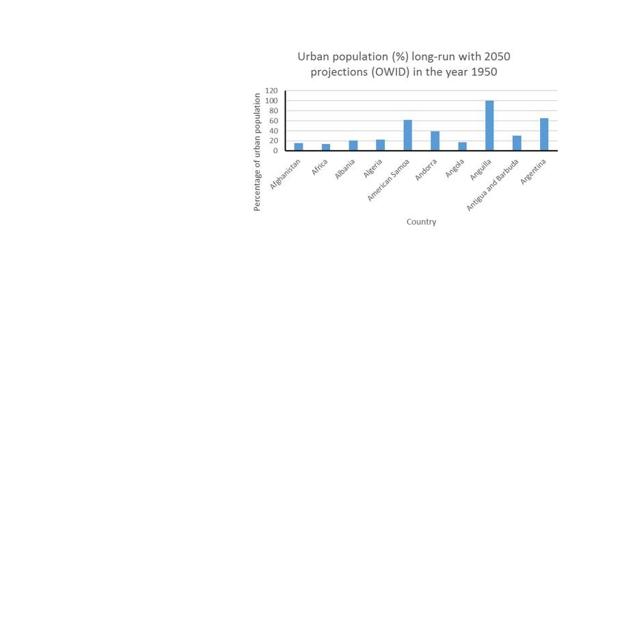 Urban population (%) long-run with 2050
projections (OWID) in the year 1950
Percentage of urban population
120
100
80
60
40
20
0
Afghanistan
Africa
Albania
Algeria
American Samoa
Andorra
Angola
Anguilla
Antigua and Barbuda
Argentina
Country